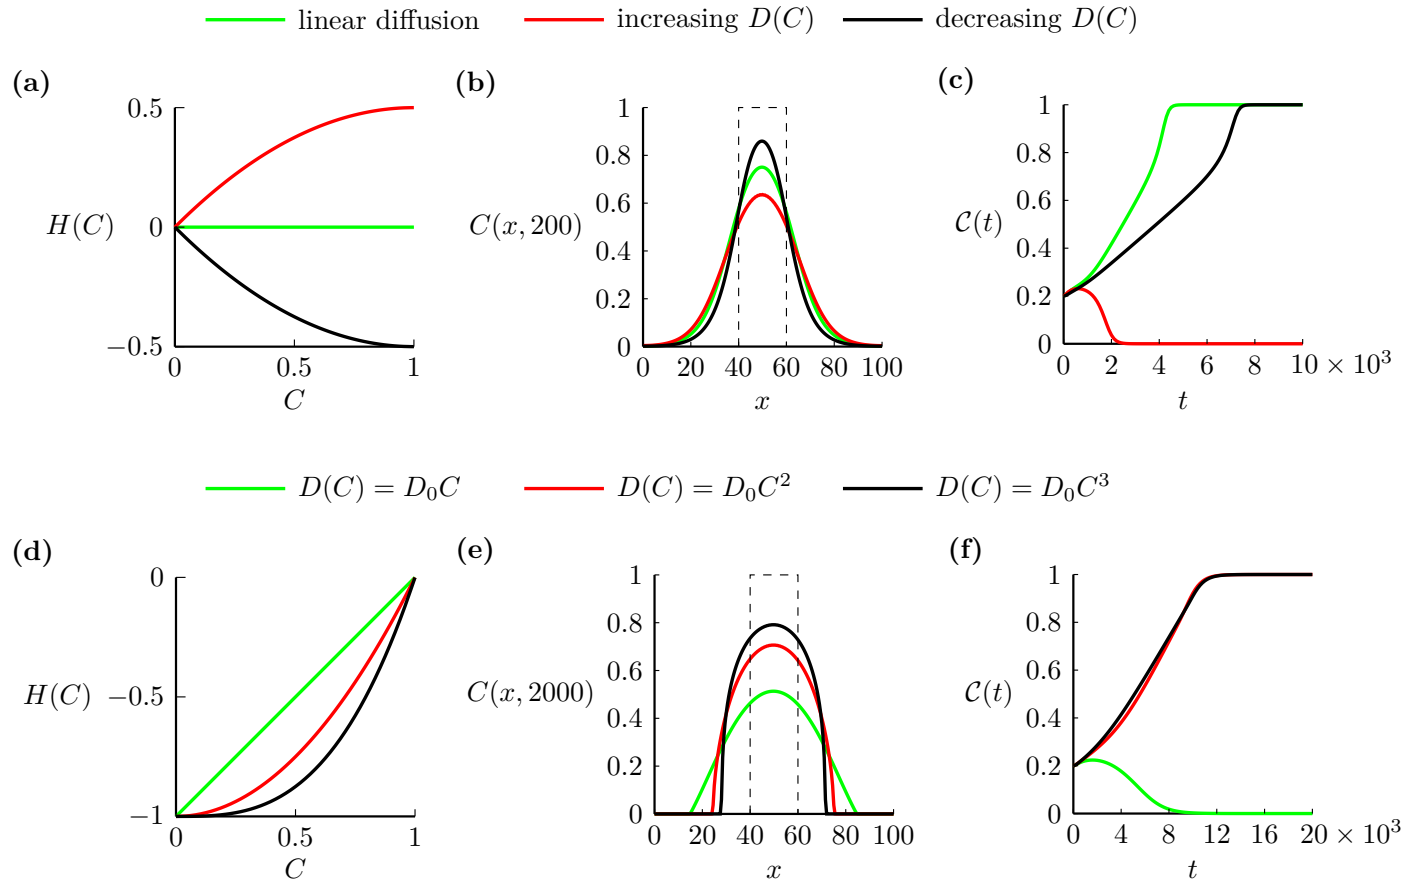 linear diffusion increasing D(C) decreasing D(C)
(a) (b) (c)
0.5
0
−0.5
H(C)
0 0.5 1
C
1
0.8
0.6
0.4
0.2
0
C(x, 200)
0 20 40 60 80 100
x
1
0.8
0.6
0.4
0.2
0
𝒞(t)
0 2 4 6 8 10 × 10³
t
D(C) = D₀C D(C) = D₀C² D(C) = D₀C³
(d) (e) (f)
0
−0.5
−1
H(C)
0 0.5 1
C
1
0.8
0.6
0.4
0.2
0
C(x, 2000)
0 20 40 60 80 100
x
1
0.8
0.6
0.4
0.2
0
𝒞(t)
0 4 8 12 16 20 × 10³
t